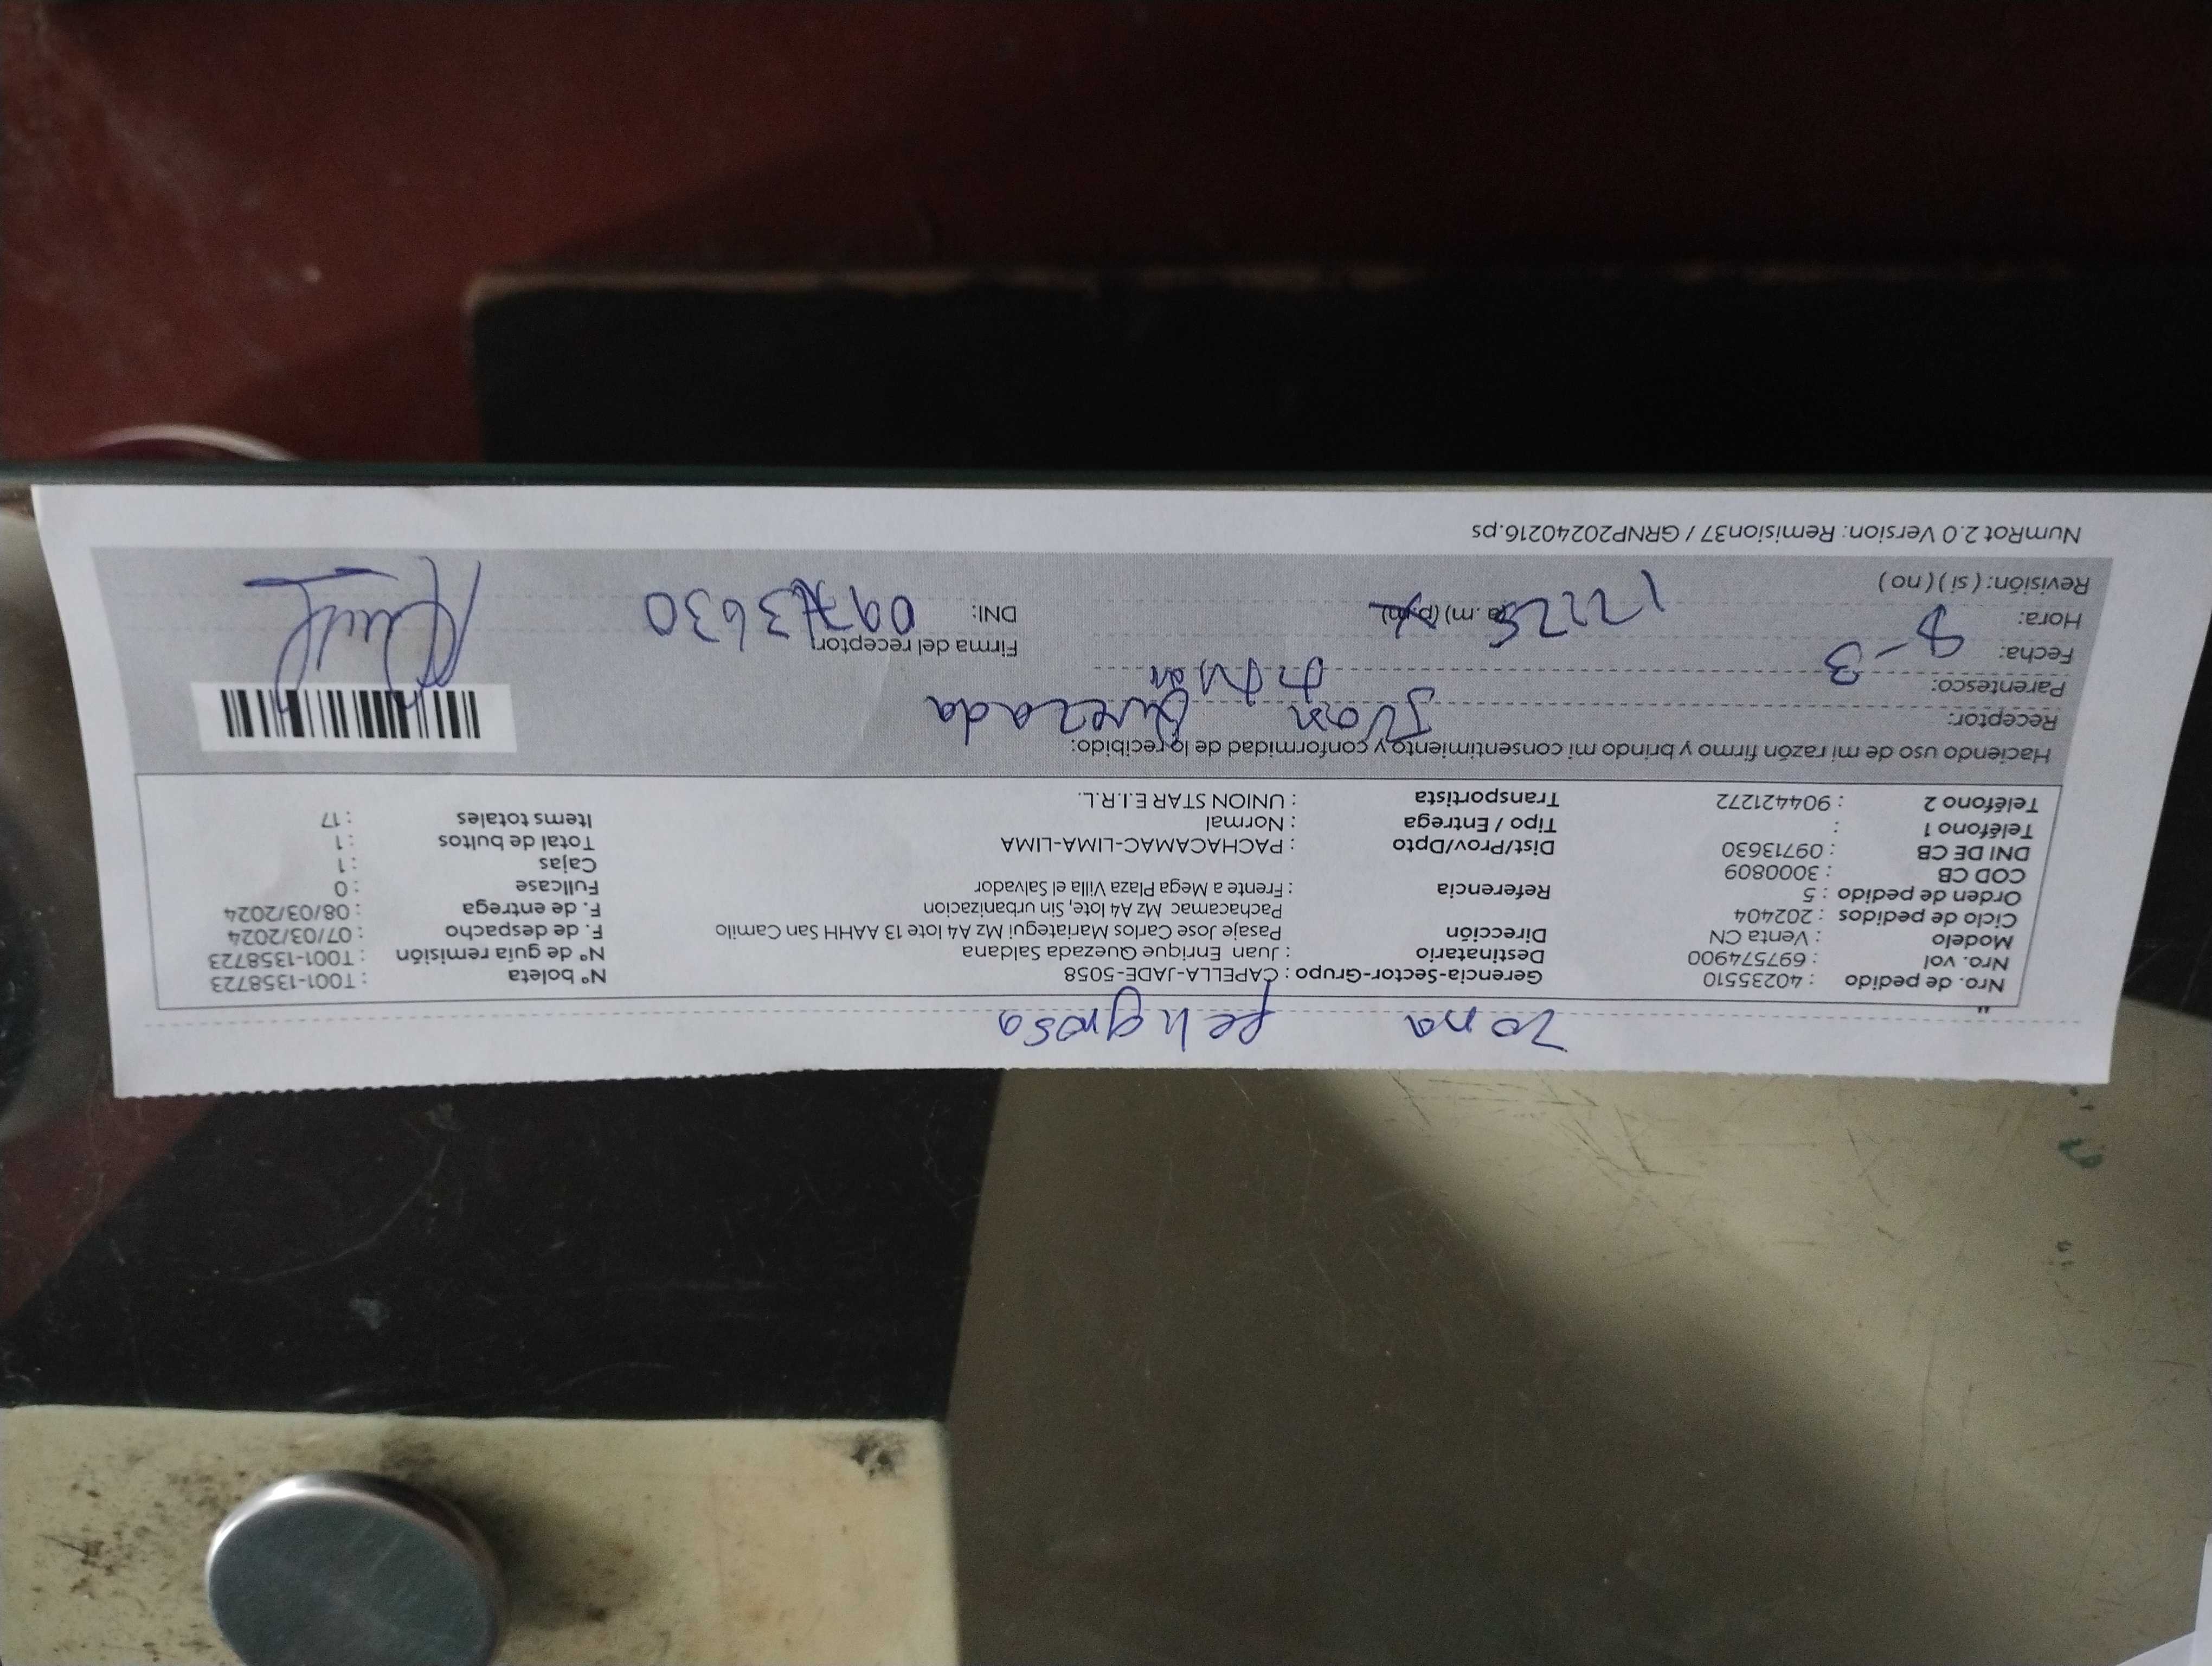 zona peligrosa
Nro. de pedido : 40235510 Gerencia-Sector-Grupo : CAPELLA-JADE-5058 Nº boleta : T001-1358723
Nro. vol : 697574900 Destinatario : Juan Enrique Quezada Saldana Nº de guía remisión : T001-1358723
Modelo : Venta CN Dirección Pasaje Jose Carlos Mariategui Mz A4 lote 13 AAHH San Camilo F. de despacho : 07/03/2024
Ciclo de pedidos : 202404 Pachacamac Mz A4 lote, Sin urbanizacion F. de entrega : 08/03/2024
Orden de pedido : 5 Referencia : Frente a Mega Plaza Villa el Salvador Fullcase : 0
COD CB : 3000809 Cajas : 1
DNI DE CB : 09713630 Dist/Prov/Dpto : PACHACAMAC-LIMA-LIMA Total de bultos : 1
Teléfono 1 : Tipo / Entrega : Normal Items totales : 17
Teléfono 2 : 904421272 Transportista : UNION STAR E.I.R.L.
Haciendo uso de mi razón firmo y brindo mi consentimiento y conformidad de lo recibido:
Receptor: Juan Quezada
Parentesco:
Fecha: 8-3 Firma del receptor
Hora: (a.m) (p.m) DNI: 09713630
Revisión: ( si ) ( no )
NumRot 2.0 Version: Remision37 / GRNP20240216.ps